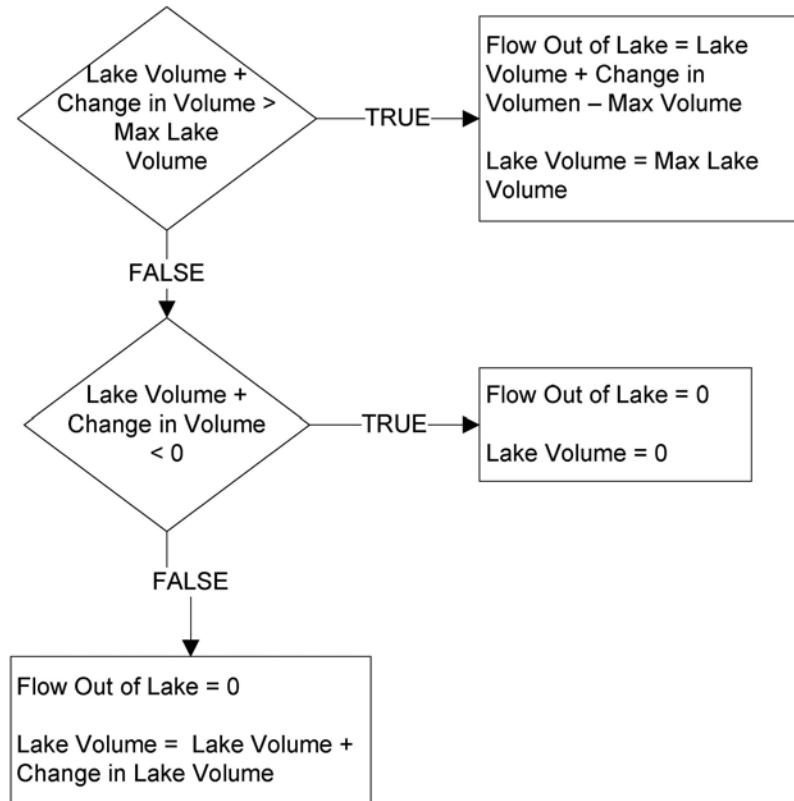 Lake Volume +
Change in Volume >
Max Lake
Volume
TRUE
Flow Out of Lake = Lake
Volume + Change in
Volumen – Max Volume
Lake Volume = Max Lake
Volume
FALSE
Lake Volume +
Change in Volume
< 0
TRUE
Flow Out of Lake = 0
Lake Volume = 0
FALSE
Flow Out of Lake = 0
Lake Volume =  Lake Volume +
Change in Lake Volume